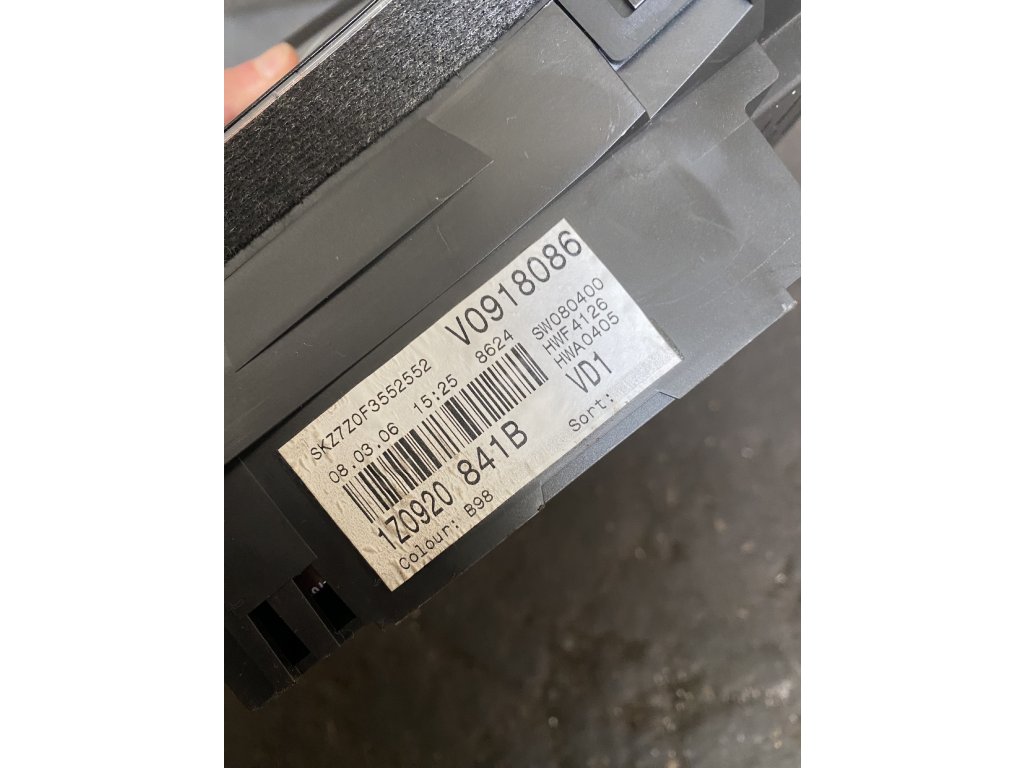 SKZ7Z0F3552552 V0918086
08.03.06 15:25 8624 SW080400
HWF4126
HWA0405
1Z0920 841B VD1
Colour: B98 Sort: